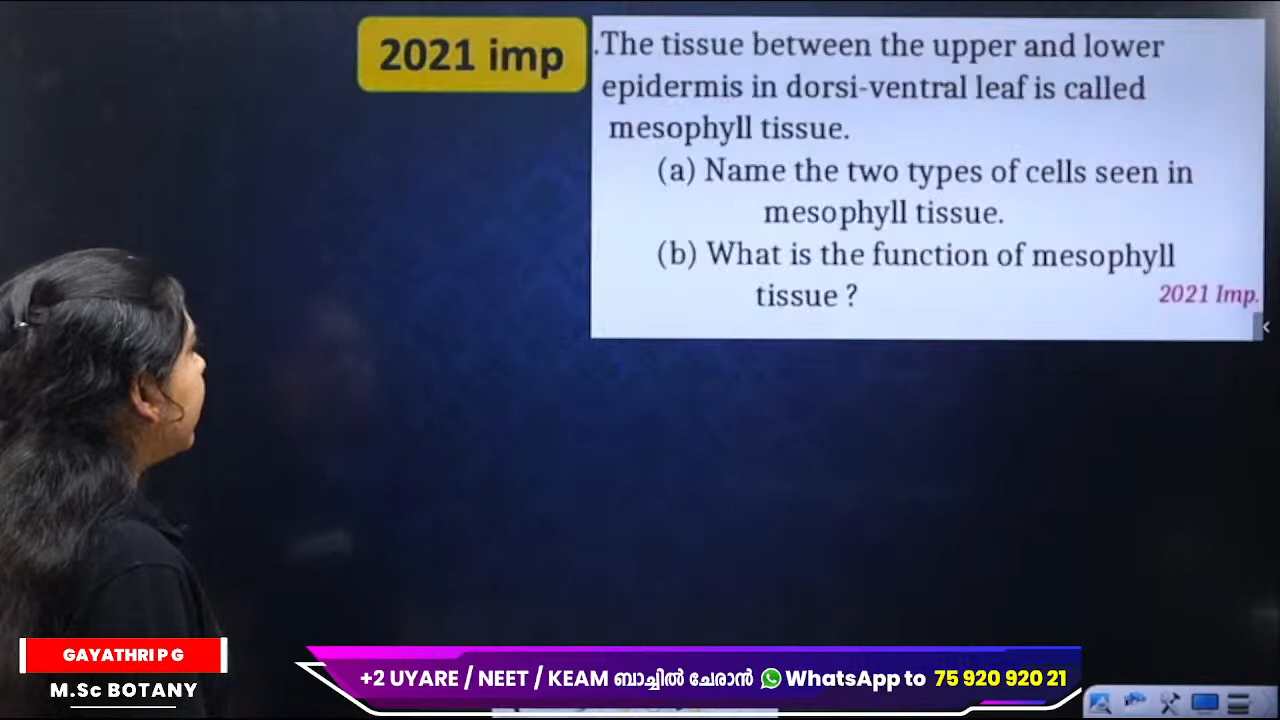 2021 imp
.The tissue between the upper and lower
epidermis in dorsi-ventral leaf is called
mesophyll tissue.
(a) Name the two types of cells seen in
mesophyll tissue.
(b) What is the function of mesophyll
tissue ?
2021 Imp.
GAYATHRI P G
M.Sc BOTANY
+2 UYARE / NEET / KEAM ബാച്ചിൽ ചേരാൻ WhatsApp to 75 920 920 21